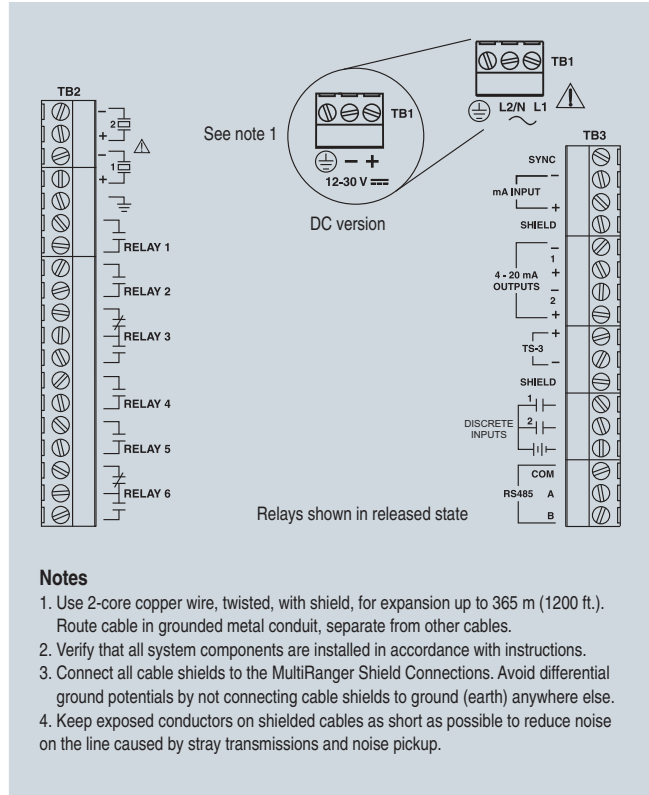 TB2
- 2 +
- 1 +
RELAY 1
RELAY 2
RELAY 3
RELAY 4
RELAY 5
RELAY 6
See note 1
TB1
- +
12-30 V
DC version
TB1
L2/N L1
TB3
SYNC
-
mA INPUT
+
SHIELD
-
1
4 - 20 mA +
OUTPUTS -
2
+
+
TS-3
-
SHIELD
1
DISCRETE 2
INPUTS
COM
RS485 A
B
Relays shown in released state
Notes
1. Use 2-core copper wire, twisted, with shield, for expansion up to 365 m (1200 ft.).
Route cable in grounded metal conduit, separate from other cables.
2. Verify that all system components are installed in accordance with instructions.
3. Connect all cable shields to the MultiRanger Shield Connections. Avoid differential
ground potentials by not connecting cable shields to ground (earth) anywhere else.
4. Keep exposed conductors on shielded cables as short as possible to reduce noise
on the line caused by stray transmissions and noise pickup.